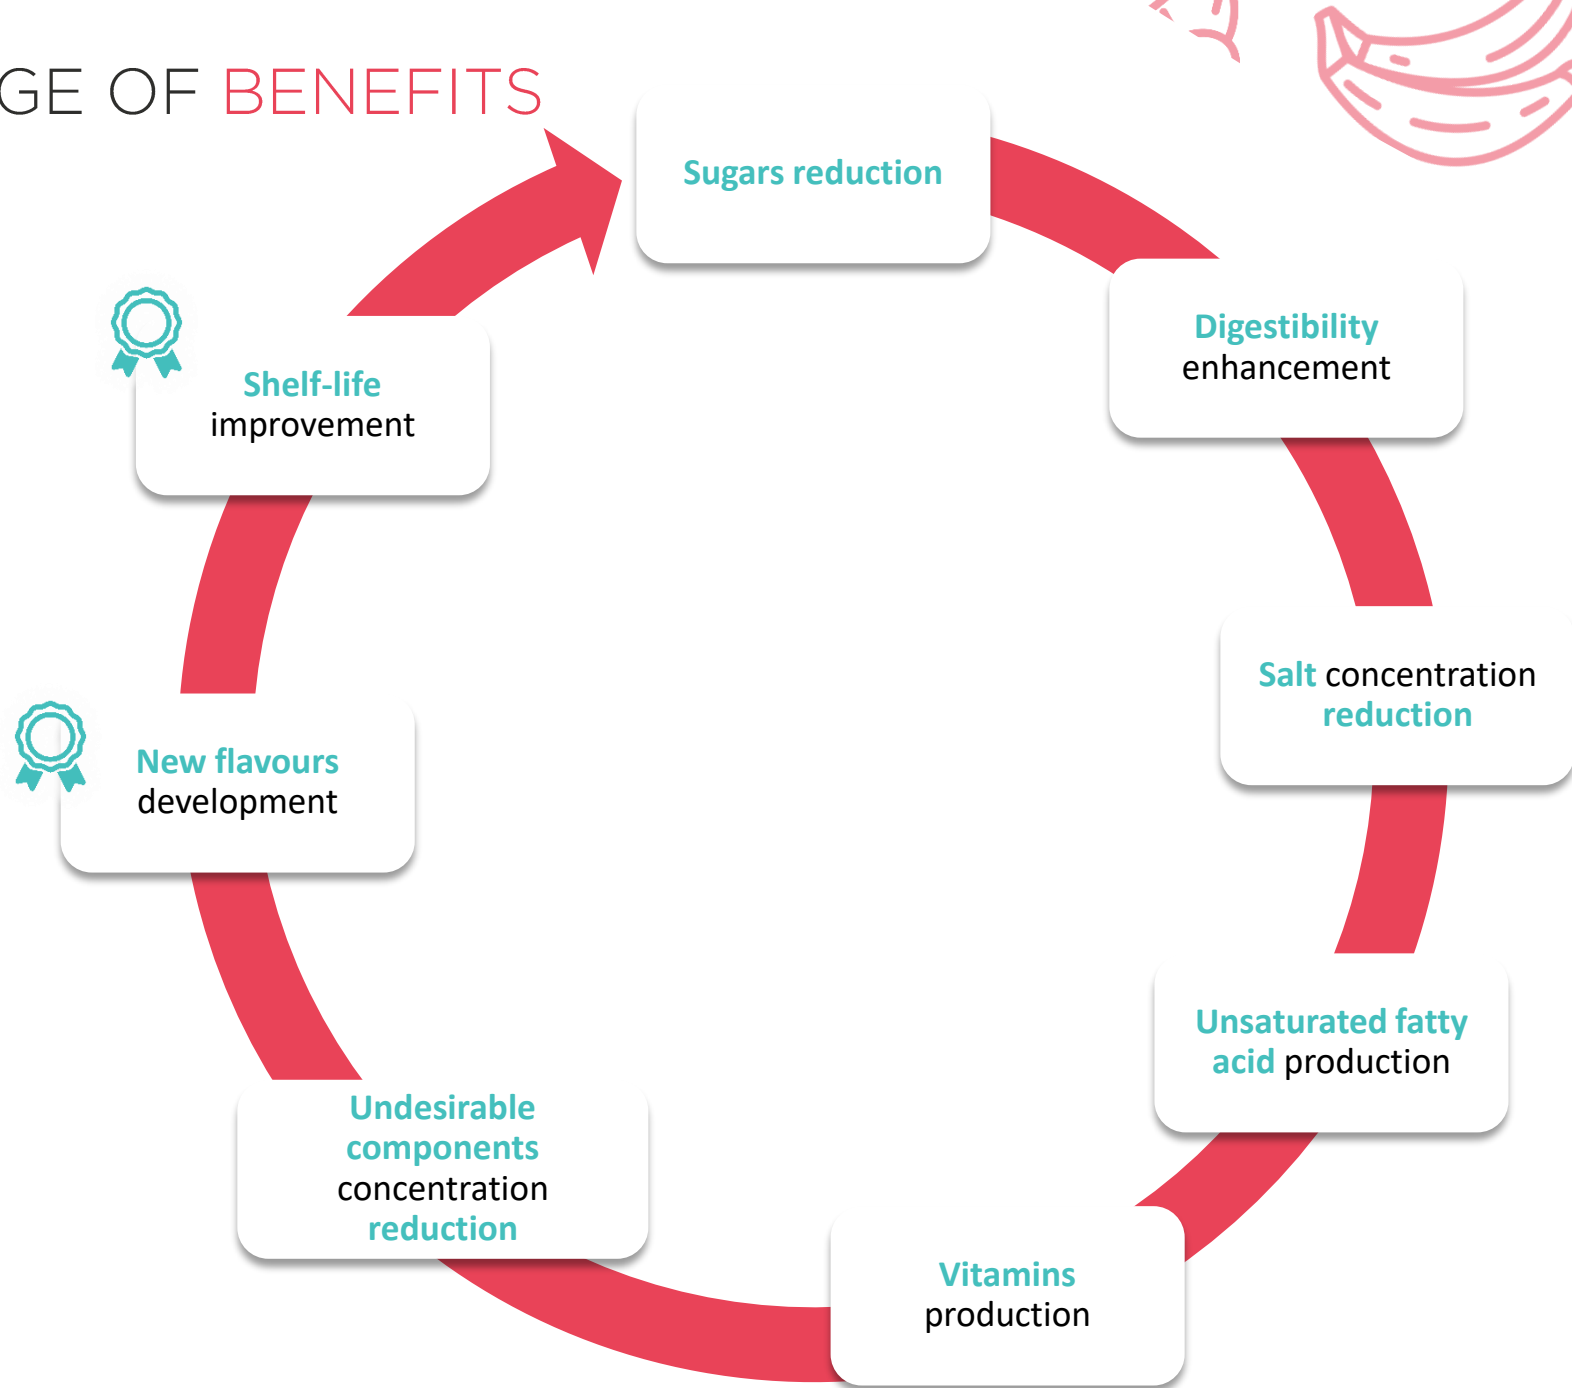 GE OF BENEFITS
Sugars reduction
Digestibility
enhancement
Salt concentration
reduction
Unsaturated fatty
acid production
Vitamins
production
Undesirable
components
concentration
reduction
New flavours
development
Shelf-life
improvement